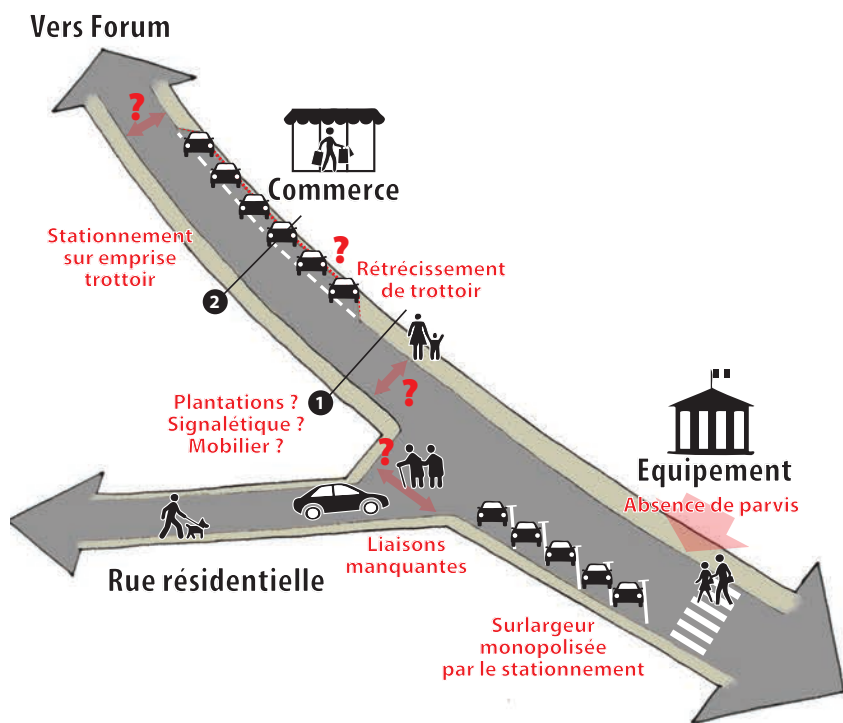 Vers Forum
?
Commerce
Stationnement
sur emprise
trottoir
?
Rétrécissement
de trottoir
2
Plantations ?
Signalétique ?
Mobilier ?
1
?
?
Equipement
Absence de parvis
Liaisons
manquantes
Rue résidentielle
Surlargeur
monopolisée
par le stationnement